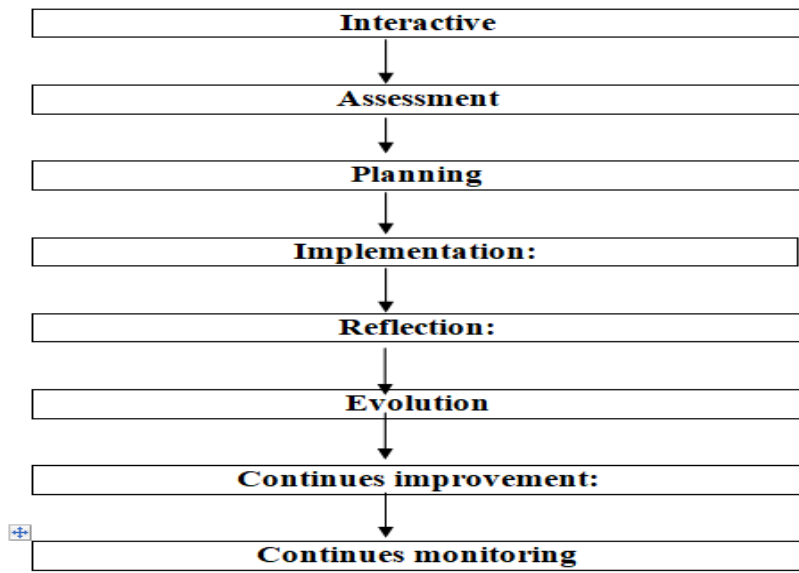 Interactive
Assessment
Planning
Implementation:
Reflection:
Evolution
Continues improvement:
Continues monitoring